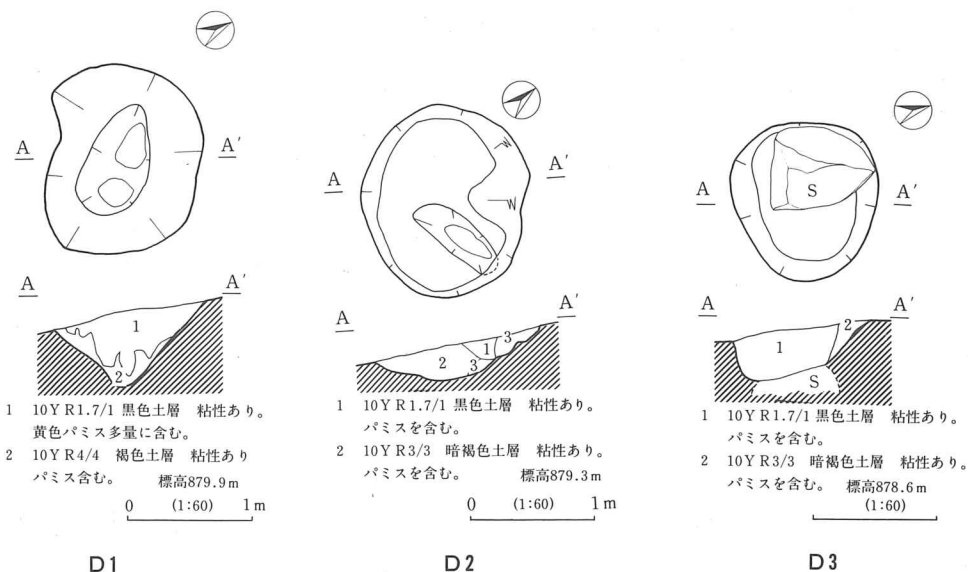 A A'
A A'
1
2
1 10YR1.7/1 黒色土層 粘性あり。
黄色パミス多量に含む。
2 10YR4/4 褐色土層 粘性あり
パミス含む。 標高879.9m
0 (1:60) 1m
D1
A A'
A A'
2 3 1 3
1 10YR1.7/1 黒色土層 粘性あり。
パミスを含む。
2 10YR3/3 暗褐色土層 粘性あり。
パミスを含む。 標高879.3m
0 (1:60) 1m
D2
A S A'
A A'
1 2
S
1 10YR1.7/1 黒色土層 粘性あり。
パミスを含む。
2 10YR3/3 暗褐色土層 粘性あり。
パミスを含む。 標高878.6m
(1:60)
D3